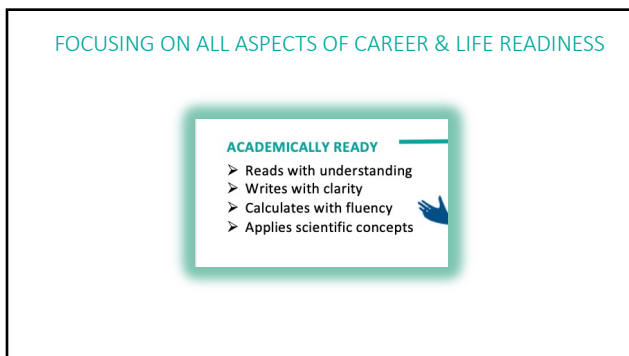 FOCUSING ON ALL ASPECTS OF CAREER & LIFE READINESS
ACADEMICALLY READY
➢ Reads with understanding
➢ Writes with clarity
➢ Calculates with fluency
➢ Applies scientific concepts